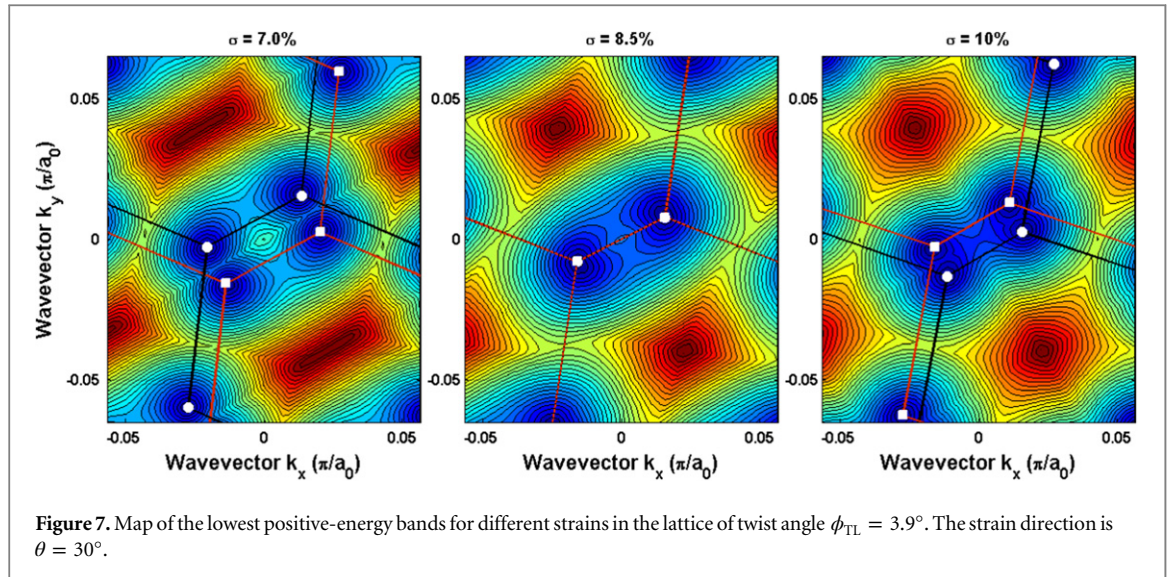 σ = 7.0%
σ = 8.5%
σ = 10%
Wavevector k_y (π/a_0)
0.05
0
-0.05
0.05
0
-0.05
0.05
0
-0.05
-0.05 0 0.05
-0.05 0 0.05
-0.05 0 0.05
Wavevector k_x (π/a_0)
Wavevector k_x (π/a_0)
Wavevector k_x (π/a_0)
Figure 7. Map of the lowest positive-energy bands for different strains in the lattice of twist angle ϕ_TL = 3.9°. The strain direction is
θ = 30°.